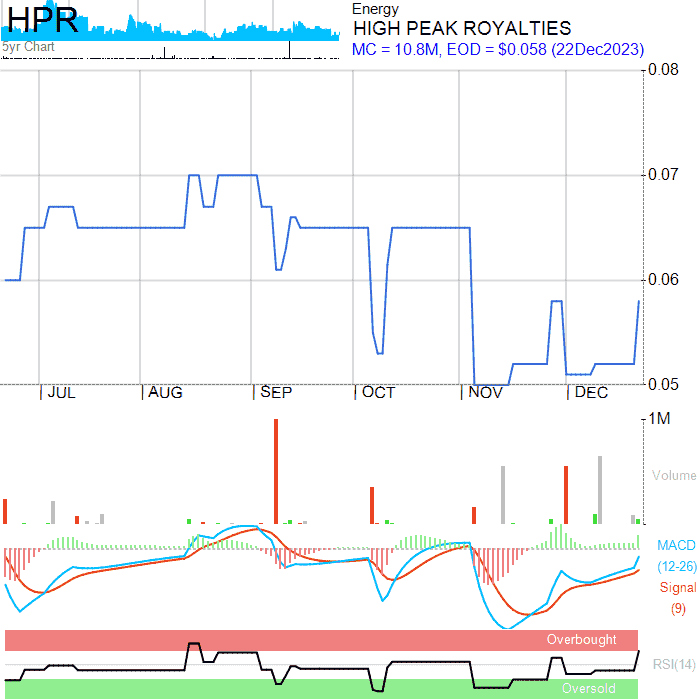 HPR
5yr Chart
Energy
HIGH PEAK ROYALTIES
MC = 10.8M, EOD = $0.058 (22Dec2023)
0.08
0.07
0.06
0.05
JUL AUG SEP OCT NOV DEC
1M
Volume
MACD
(12-26)
Signal
(9)
Overbought
RSI(14)
Oversold